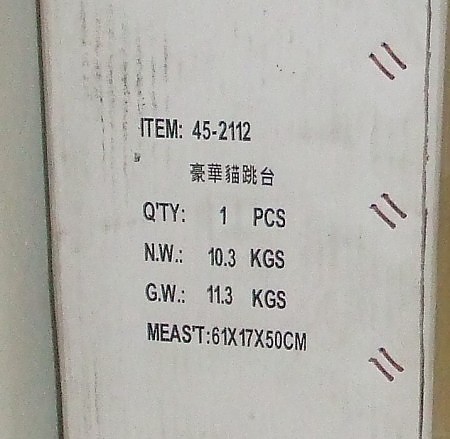 ITEM: 45-2112
豪華貓跳台
Q'TY: 1 PCS
N.W.: 10.3 KGS
G.W.: 11.3 KGS
MEAS'T:61X17X50CM